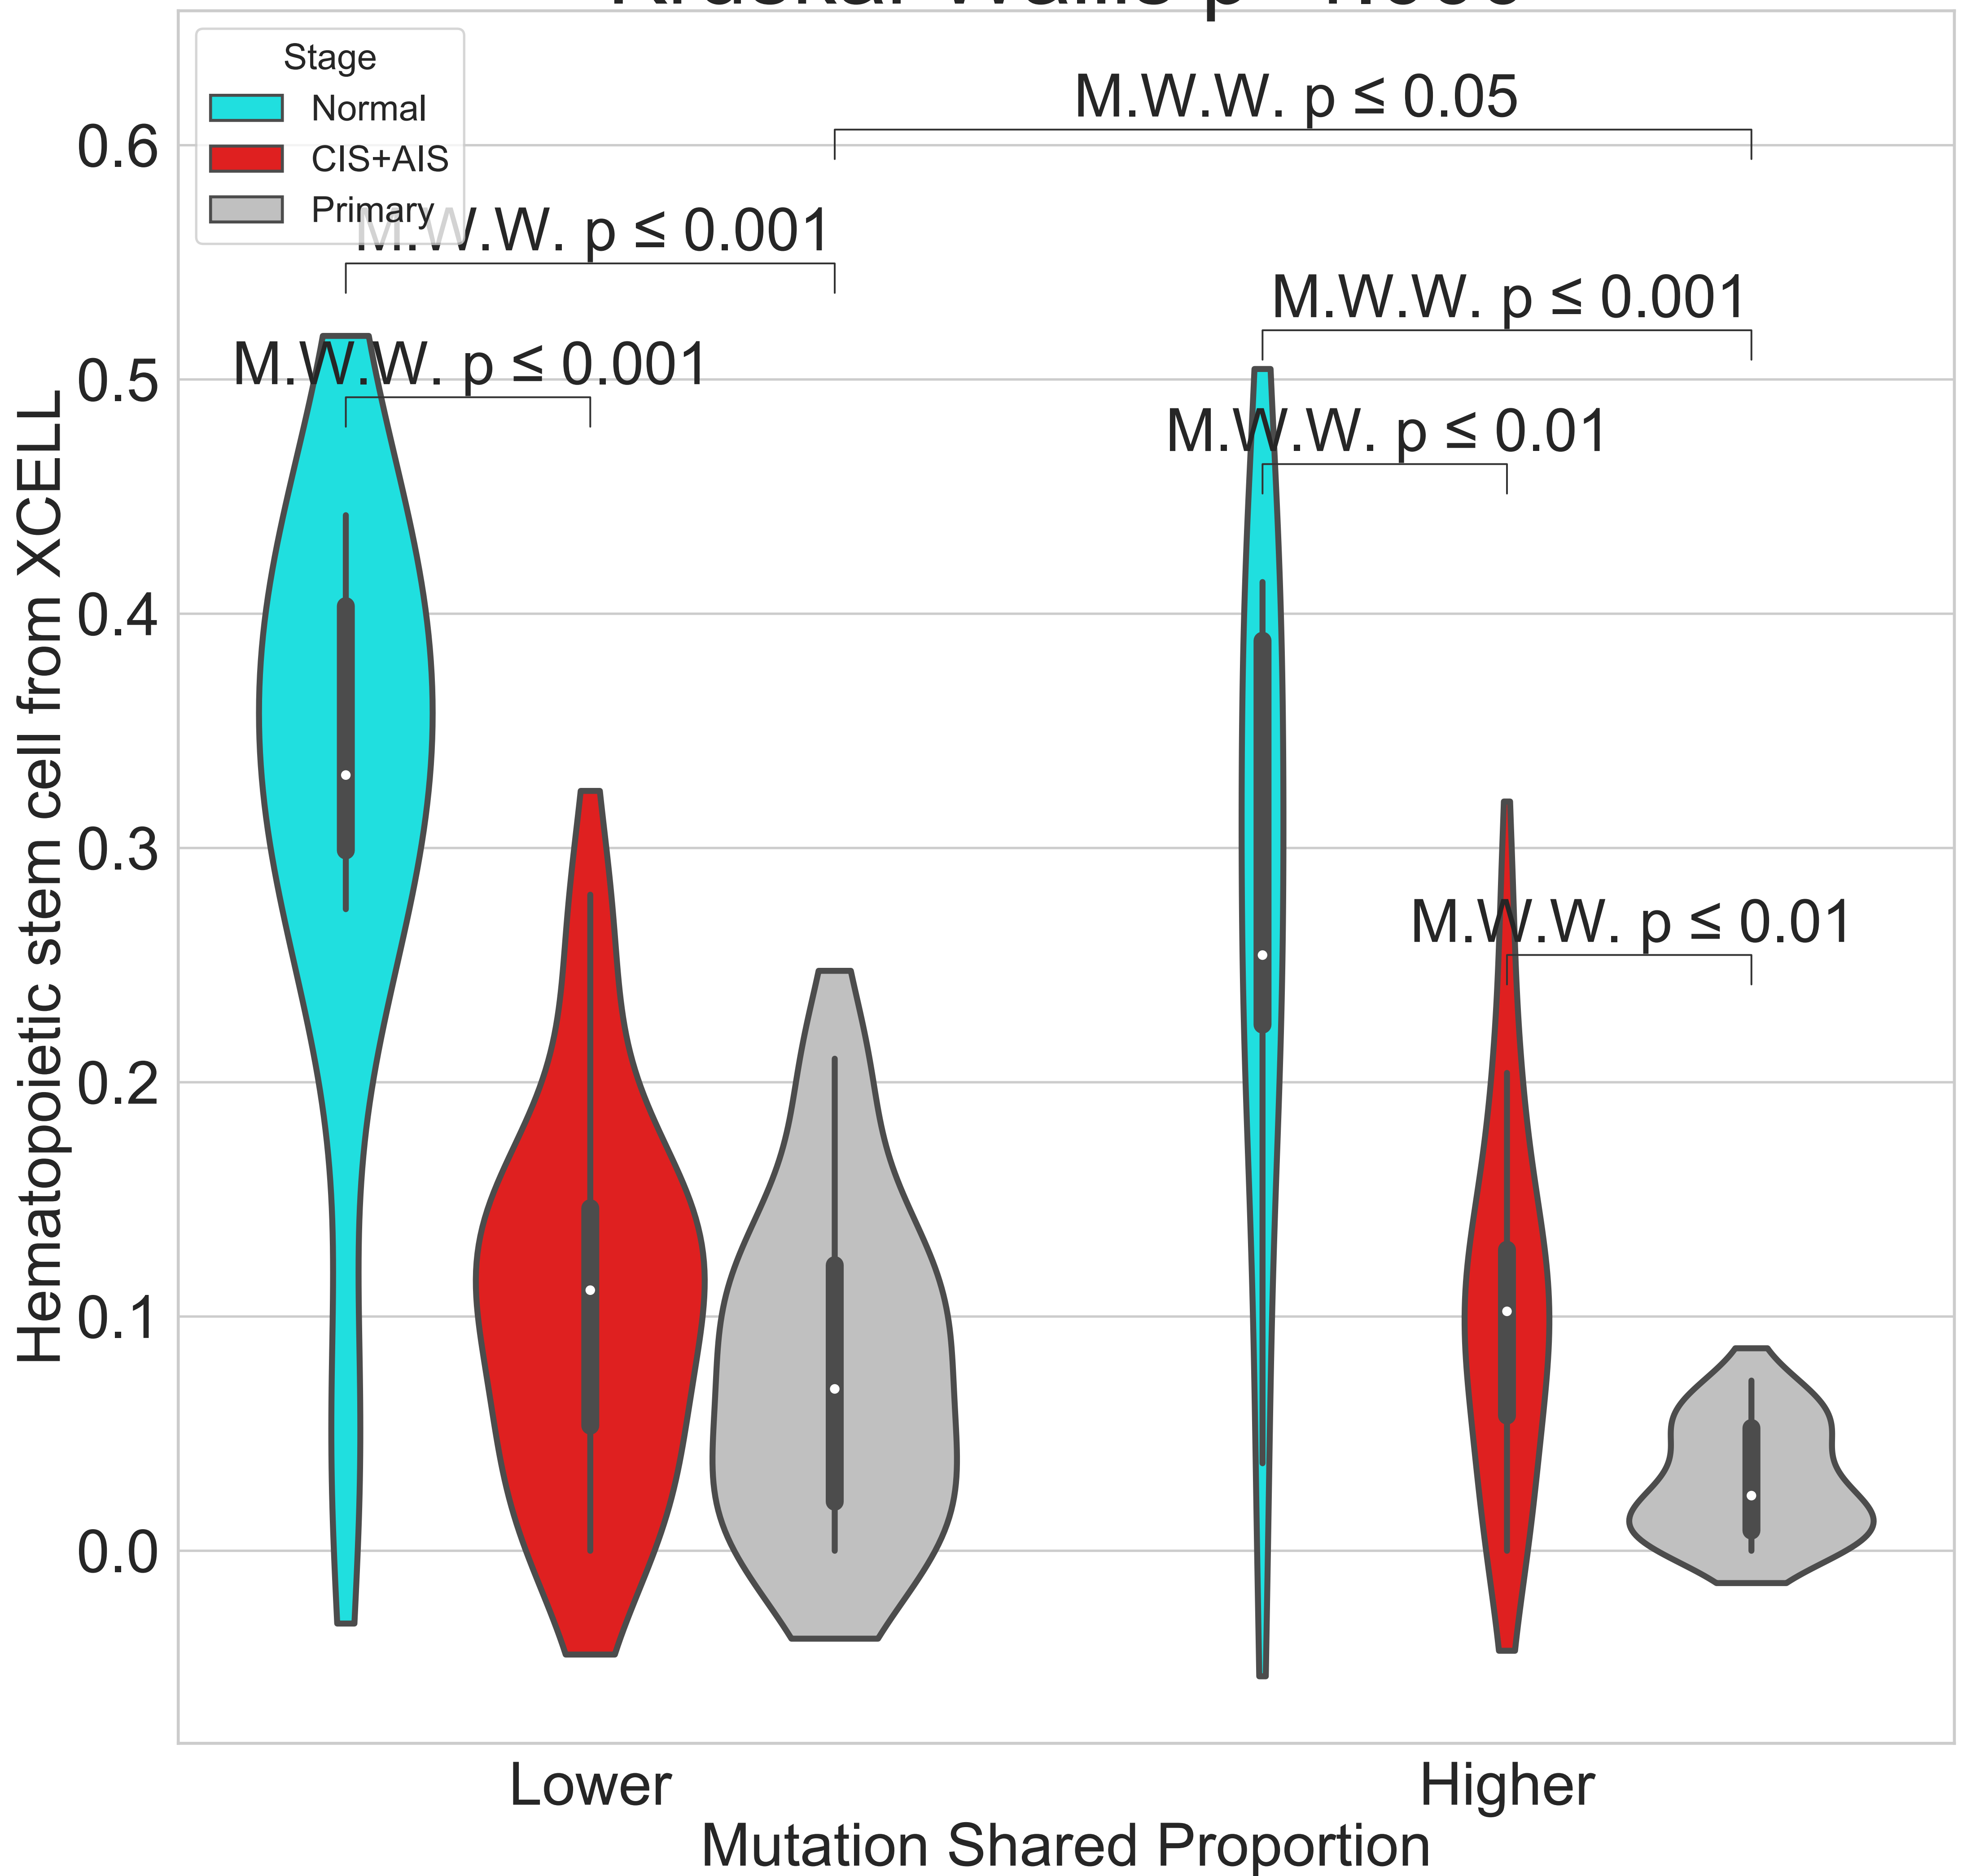 Stage
Normal
CIS+AIS
Primary
M.W.W. p ≤ 0.05
M.W.W. p ≤ 0.001
M.W.W. p ≤ 0.001
M.W.W. p ≤ 0.001
M.W.W. p ≤ 0.01
M.W.W. p ≤ 0.01
0.6
0.5
0.4
0.3
0.2
0.1
0.0
Hematopoietic stem cell from XCELL
Lower
Higher
Mutation Shared Proportion